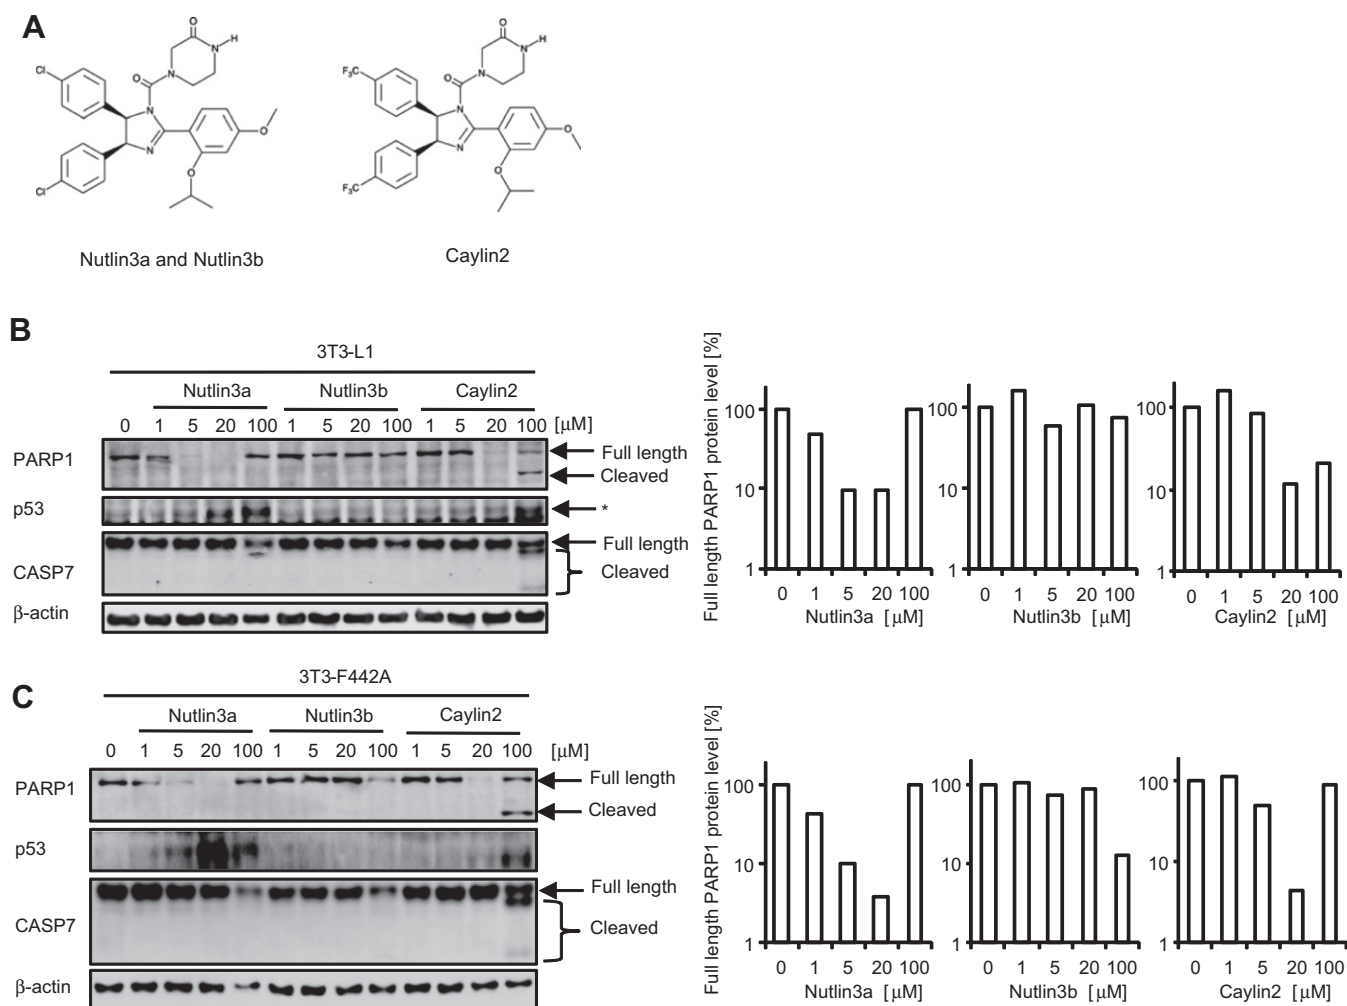 A
O
N
H
O
N
Cl
N
N
O
Cl
O
Nutlin3a and Nutlin3b
O
N
H
F₃C
O
N
N
N
O
F₃C
O
Caylin2
B
3T3-L1
Nutlin3a Nutlin3b Caylin2
0 1 5 20 100 1 5 20 100 1 5 20 100 [μM]
PARP1
Full length
Cleaved
p53
*
CASP7
Full length
Cleaved
β-actin
Full length PARP1 protein level [%]
100
10
1
0 1 5 20 100
Nutlin3a [μM]
100
10
1
0 1 5 20 100
Nutlin3b [μM]
100
10
1
0 1 5 20 100
Caylin2 [μM]
C
3T3-F442A
Nutlin3a Nutlin3b Caylin2
0 1 5 20 100 1 5 20 100 1 5 20 100 [μM]
PARP1
Full length
Cleaved
p53
CASP7
Full length
Cleaved
β-actin
Full length PARP1 protein level [%]
100
10
1
0 1 5 20 100
Nutlin3a [μM]
100
10
1
0 1 5 20 100
Nutlin3b [μM]
100
10
1
0 1 5 20 100
Caylin2 [μM]